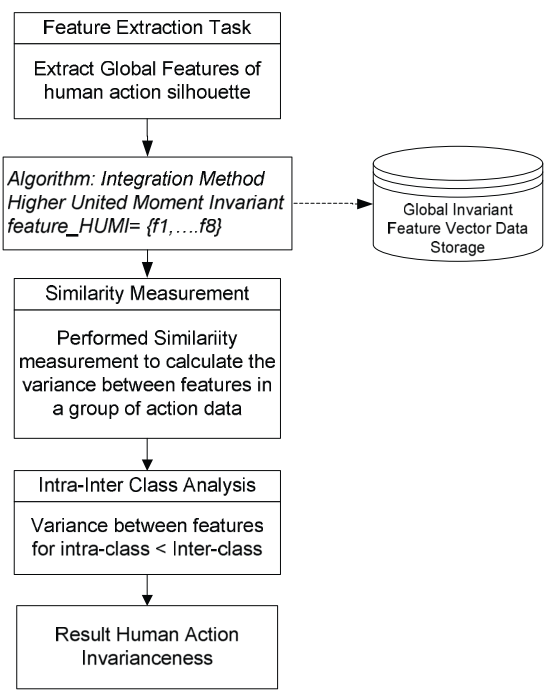 Feature Extraction Task
Extract Global Features of
human action silhouette
Algorithm: Integration Method
Higher United Moment Invariant
feature_HUMI= {f1,....f8}
Global Invariant
Feature Vector Data
Storage
Similarity Measurement
Performed Similariity
measurement to calculate the
variance between features in
a group of action data
Intra-Inter Class Analysis
Variance between features
for intra-class < Inter-class
Result Human Action
Invarianceness